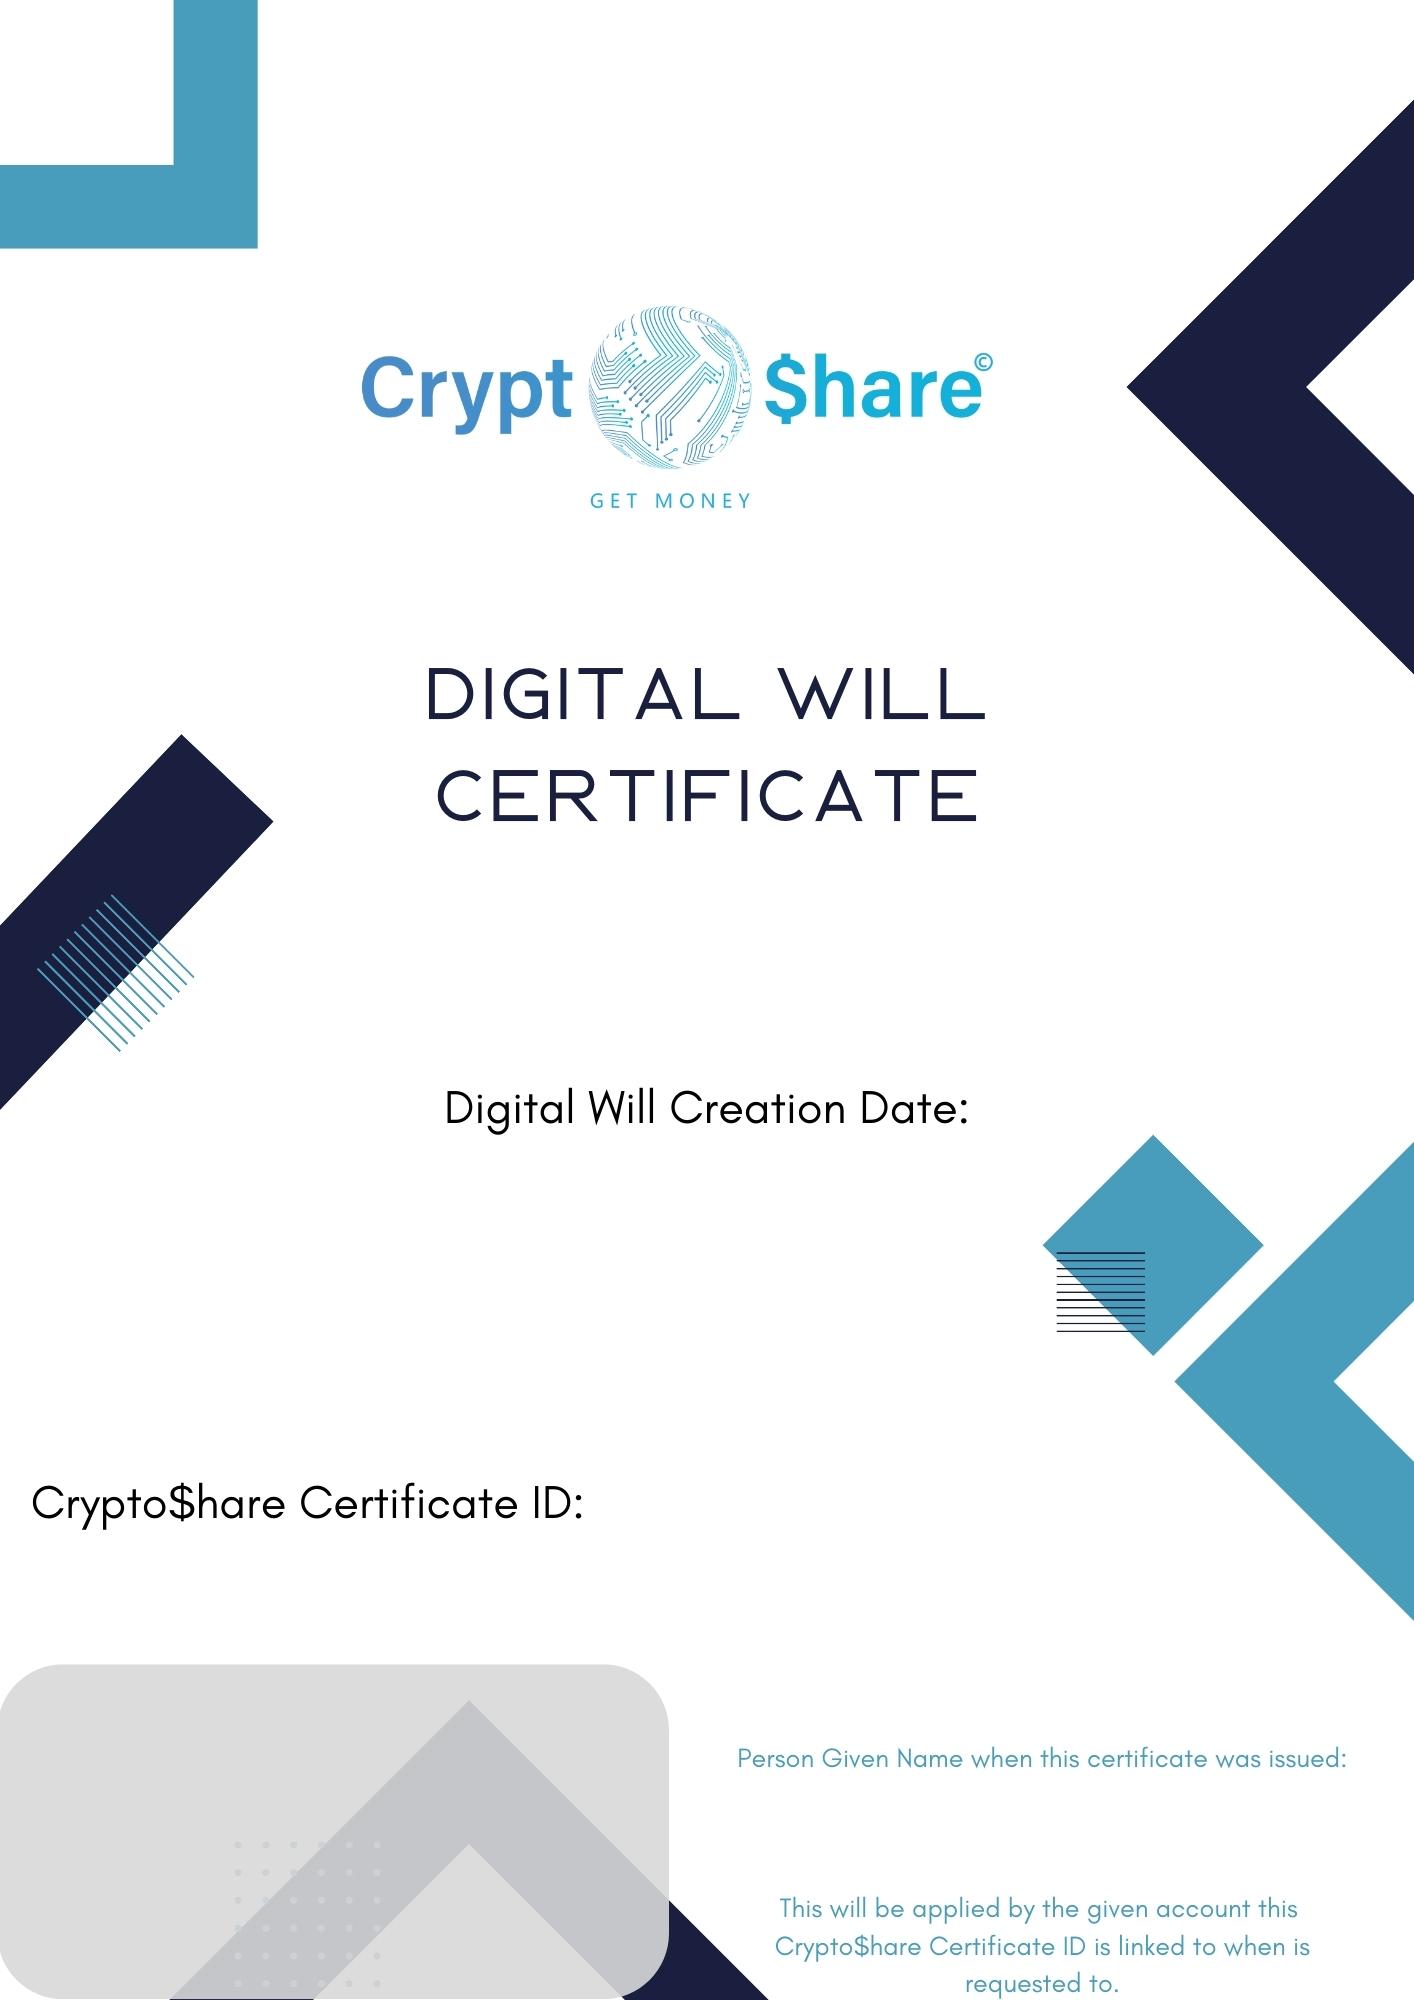 Crypt $hare©
GET MONEY
DIGITAL WILL
CERTIFICATE
Digital Will Creation Date:
Crypto$hare Certificate ID:
Person Given Name when this certificate was issued:
This will be applied by the given account this
Crypto$hare Certificate ID is linked to when is
requested to.